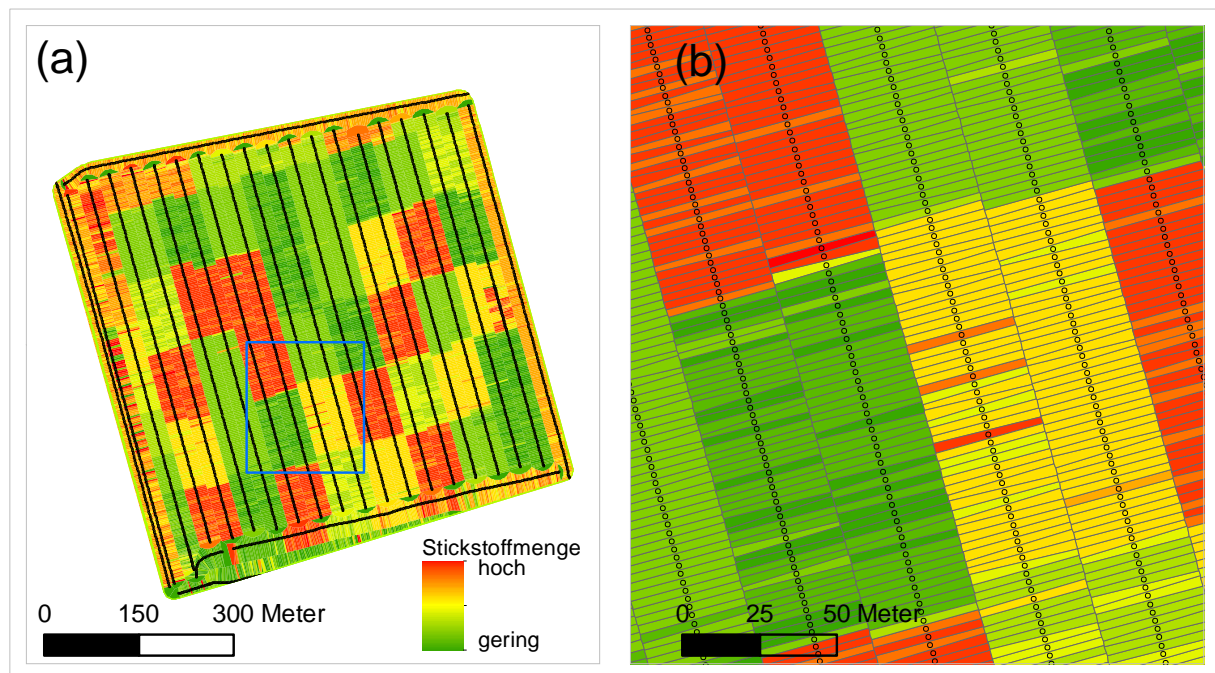 (a)
(b)
Stickstoffmenge
hoch
gering
0 150 300 Meter
0 25 50 Meter